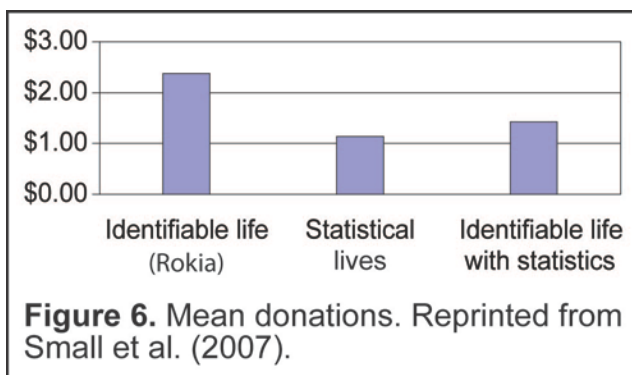 $3.00
$2.00
$1.00
$0.00
Identifiable life
(Rokia)
Statistical
lives
Identifiable life
with statistics
Figure 6. Mean donations. Reprinted from
Small et al. (2007).